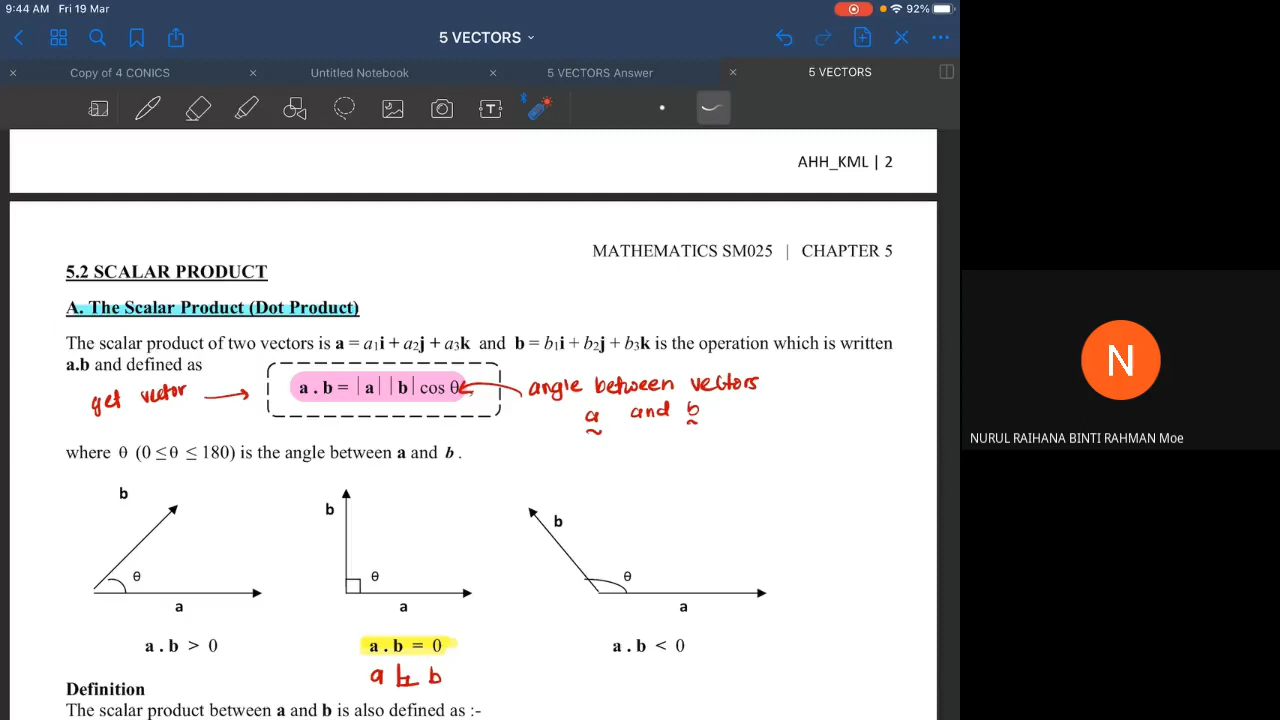 9:44 AM Fri 19 Mar
92%
5 VECTORS
Copy of 4 CONICS
Untitled Notebook
5 VECTORS Answer
5 VECTORS
AHH_KML | 2
MATHEMATICS SM025 | CHAPTER 5
5.2 SCALAR PRODUCT
A. The Scalar Product (Dot Product)
The scalar product of two vectors is a = a₁i + a₂j + a₃k and b = b₁i + b₂j + b₃k is the operation which is written
a.b and defined as
get vector → a . b = |a| |b| cos θ, angle between vectors
a and b
where θ (0 ≤ θ ≤ 180) is the angle between a and b .
b
b
b
θ
θ
θ
a
a
a
a . b > 0
a . b = 0
a . b < 0
a ⊥ b
Definition
The scalar product between a and b is also defined as :-
N
NURUL RAIHANA BINTI RAHMAN Moe